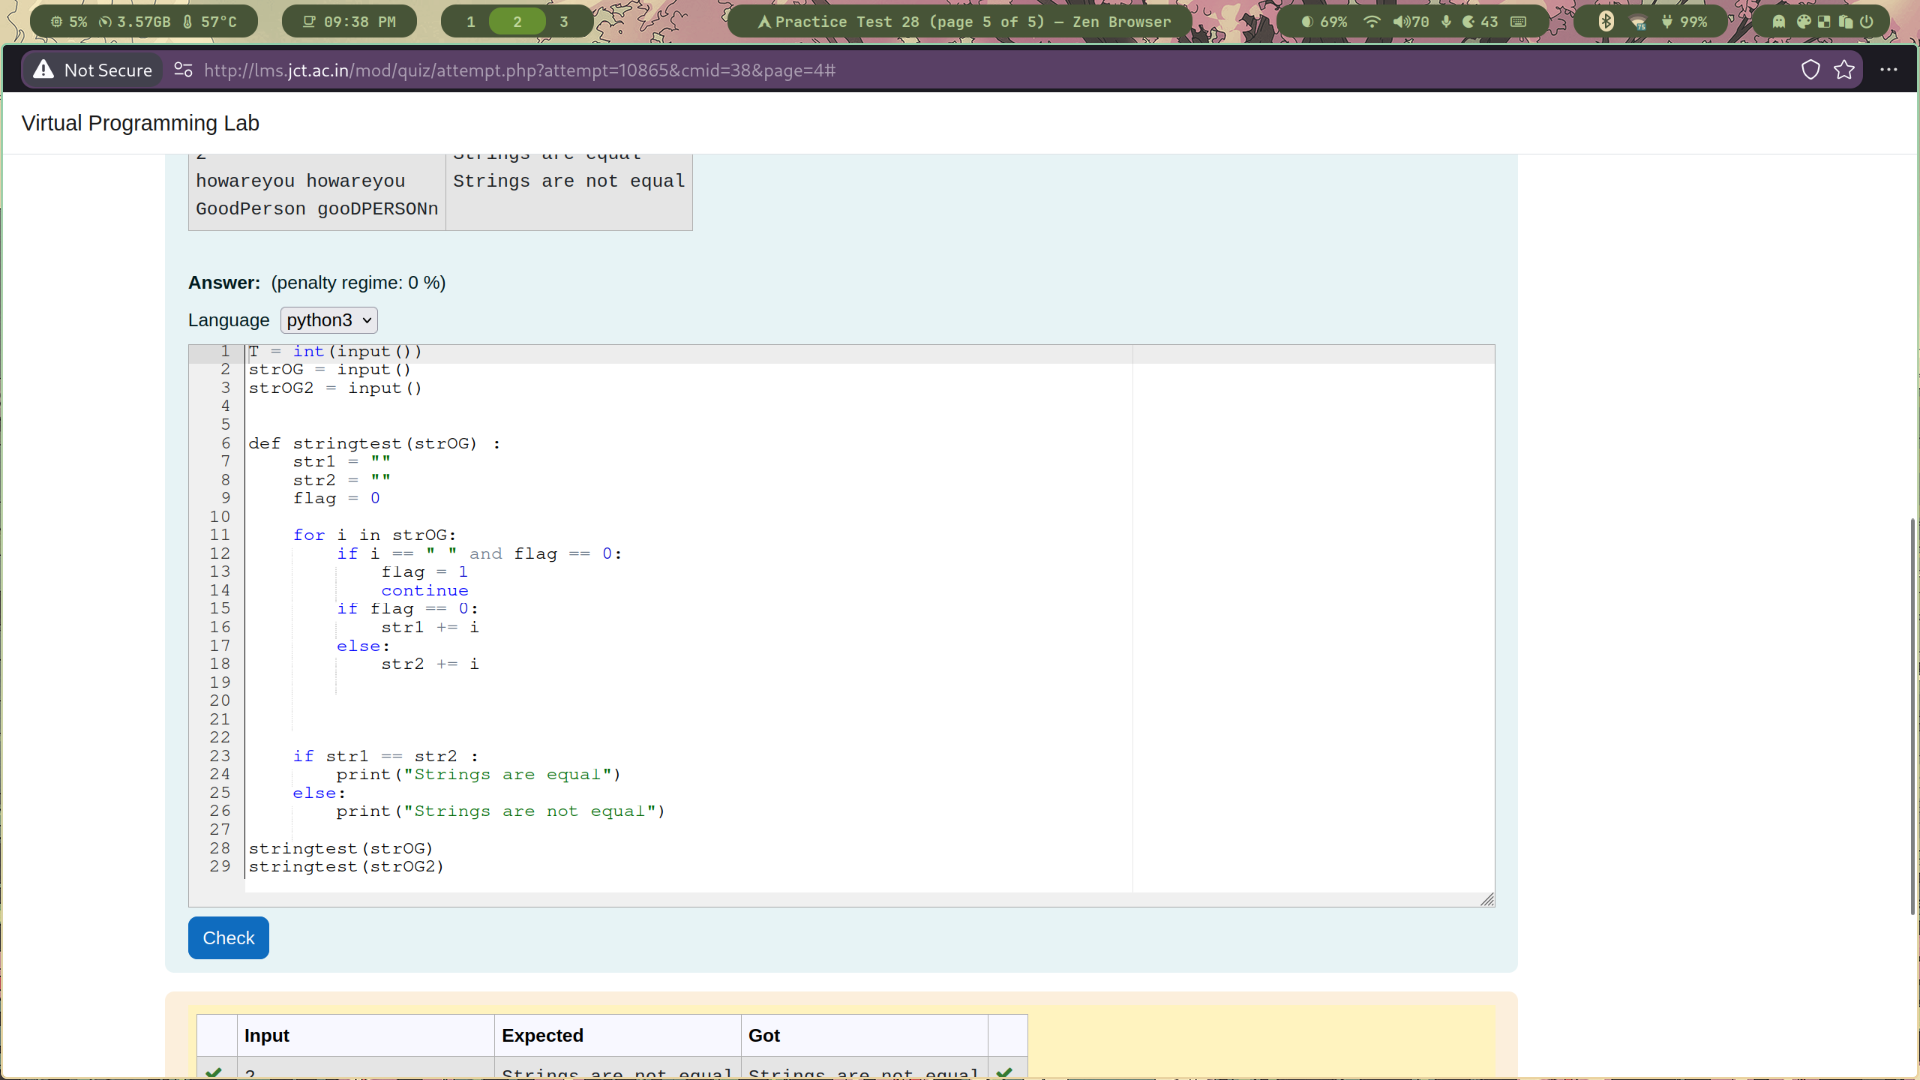 5% 3.57GB 57°C
09:38 PM
1 2 3
Practice Test 28 (page 5 of 5) — Zen Browser
69% 70 43
99%
Not Secure http://lms.jct.ac.in/mod/quiz/attempt.php?attempt=10865&cmid=38&page=4#
Virtual Programming Lab
2 Strings are equal
howareyou howareyou Strings are not equal
GoodPerson gooDPERSONn
Answer: (penalty regime: 0 %)
Language python3
1 T = int(input())
2 strOG = input()
3 strOG2 = input()
4
5
6 def stringtest(strOG) :
7 str1 = ""
8 str2 = ""
9 flag = 0
10
11 for i in strOG:
12 if i == " " and flag == 0:
13 flag = 1
14 continue
15 if flag == 0:
16 str1 += i
17 else:
18 str2 += i
19
20
21
22
23 if str1 == str2 :
24 print("Strings are equal")
25 else:
26 print("Strings are not equal")
27
28 stringtest(strOG)
29 stringtest(strOG2)
Check
Input Expected Got
2 Strings are not equal Strings are not equal